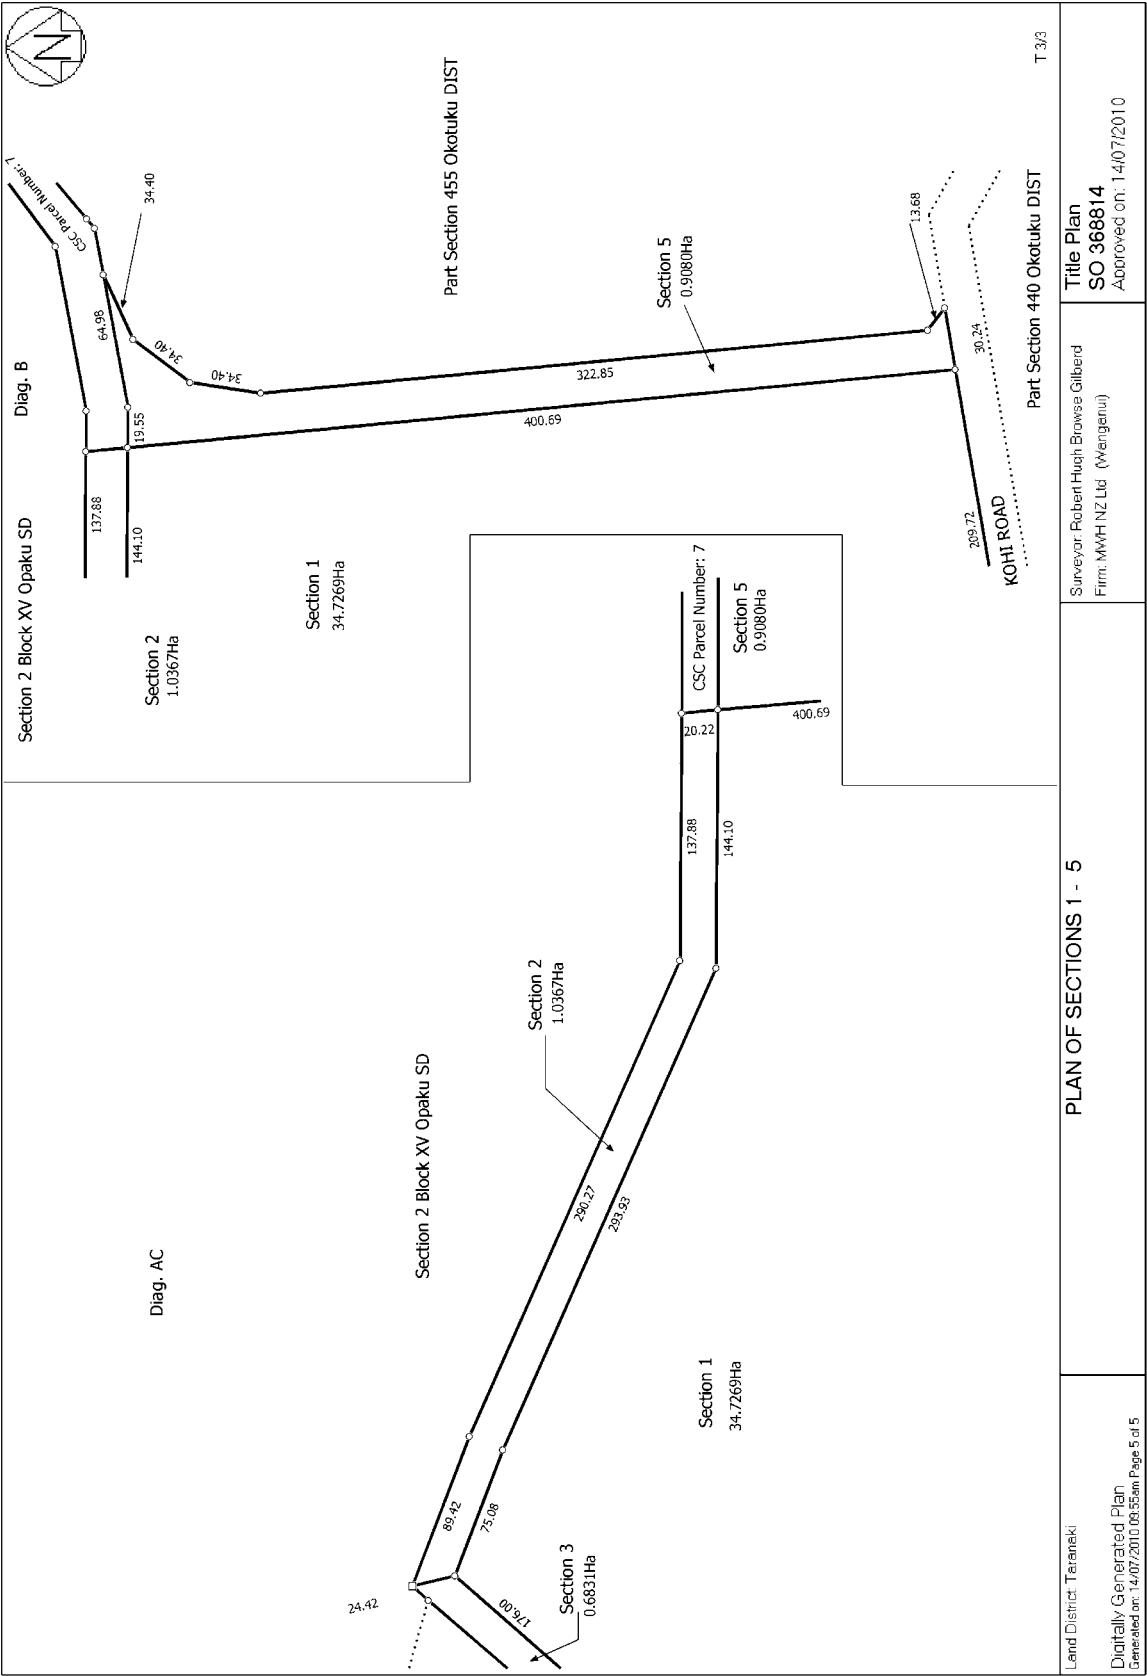 Diag. AC
Section 2 Block XV Opaku SD
24.42
89.42
75.08
176.00
Section 3
0.6831Ha
290.27
293.93
Section 2
1.0367Ha
Section 1
34.7269Ha
137.88
144.10
20.22
400.69
CSC Parcel Number: 7
Section 5
0.9080Ha
Diag. B
Section 2 Block XV Opaku SD
N
CSC Parcel Number: 7
137.88
144.10
19.55
64.98
34.40
34.40
34.40
Section 2
1.0367Ha
Section 1
34.7269Ha
Part Section 455 Okotuku DIST
322.85
400.69
Section 5
0.9080Ha
13.68
30.24
209.72
KOHI ROAD
Part Section 440 Okotuku DIST
T 3/3
Land District: Taranaki
Digitally Generated Plan
Generated on: 14/07/2010 09:55am Page 5 of 5
PLAN OF SECTIONS 1 - 5
Surveyor: Robert Hugh Browse Gilberd
Firm: MWH NZ Ltd (Wanganui)
Title Plan
SO 368814
Approved on: 14/07/2010